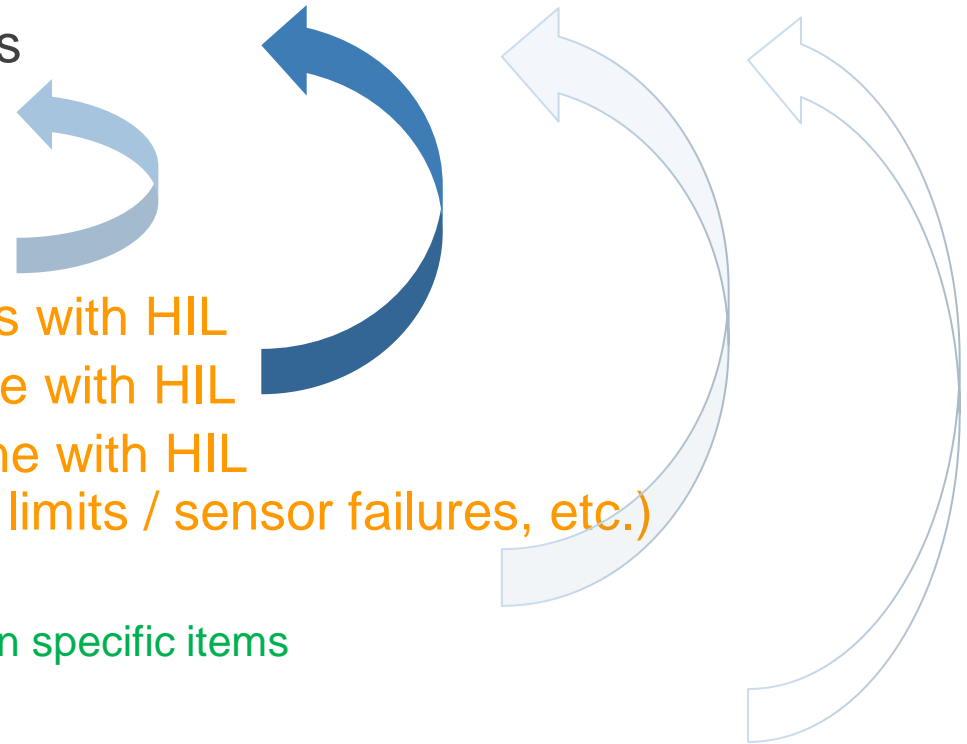 s
s with HIL
e with HIL
ne with HIL
limits / sensor failures, etc.)
n specific items